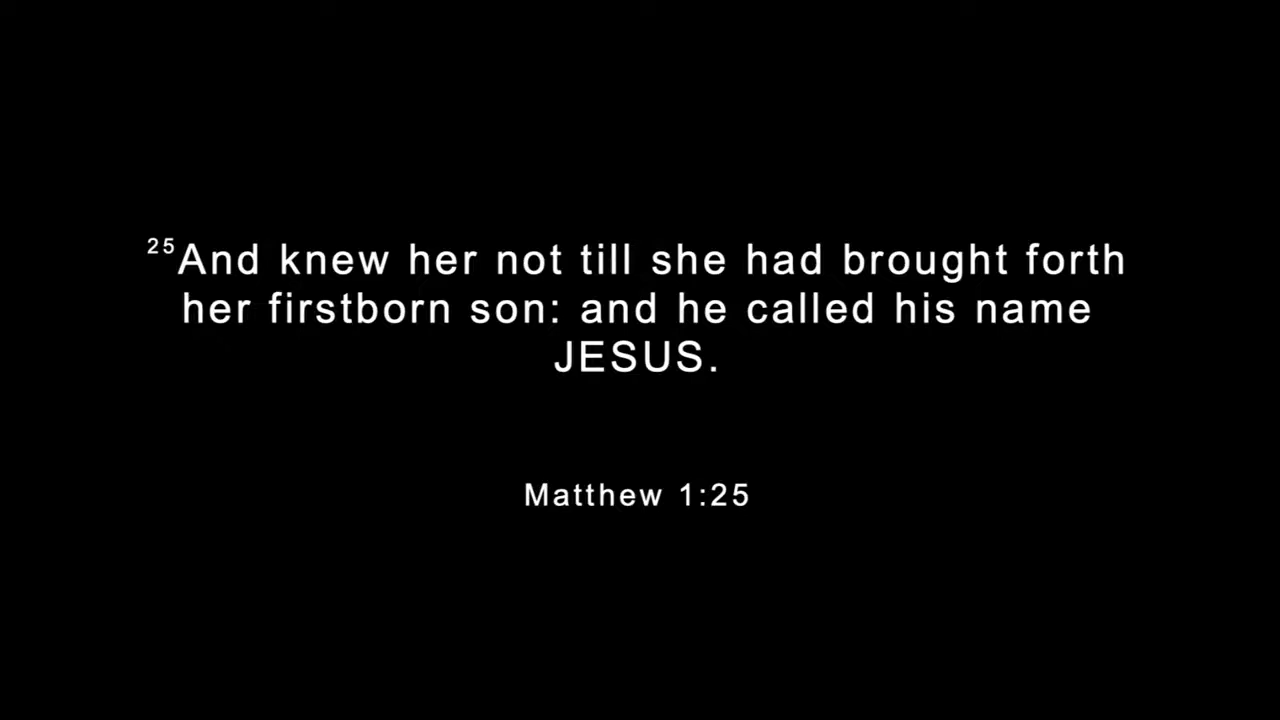 25And knew her not till she had brought forth
her firstborn son: and he called his name
JESUS.
Matthew 1:25